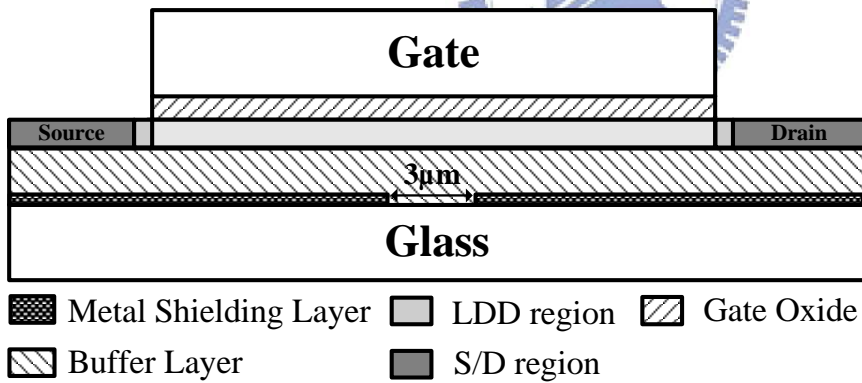 Gate
Source
Drain
3μm
Glass
Metal Shielding Layer
LDD region
Gate Oxide
Buffer Layer
S/D region